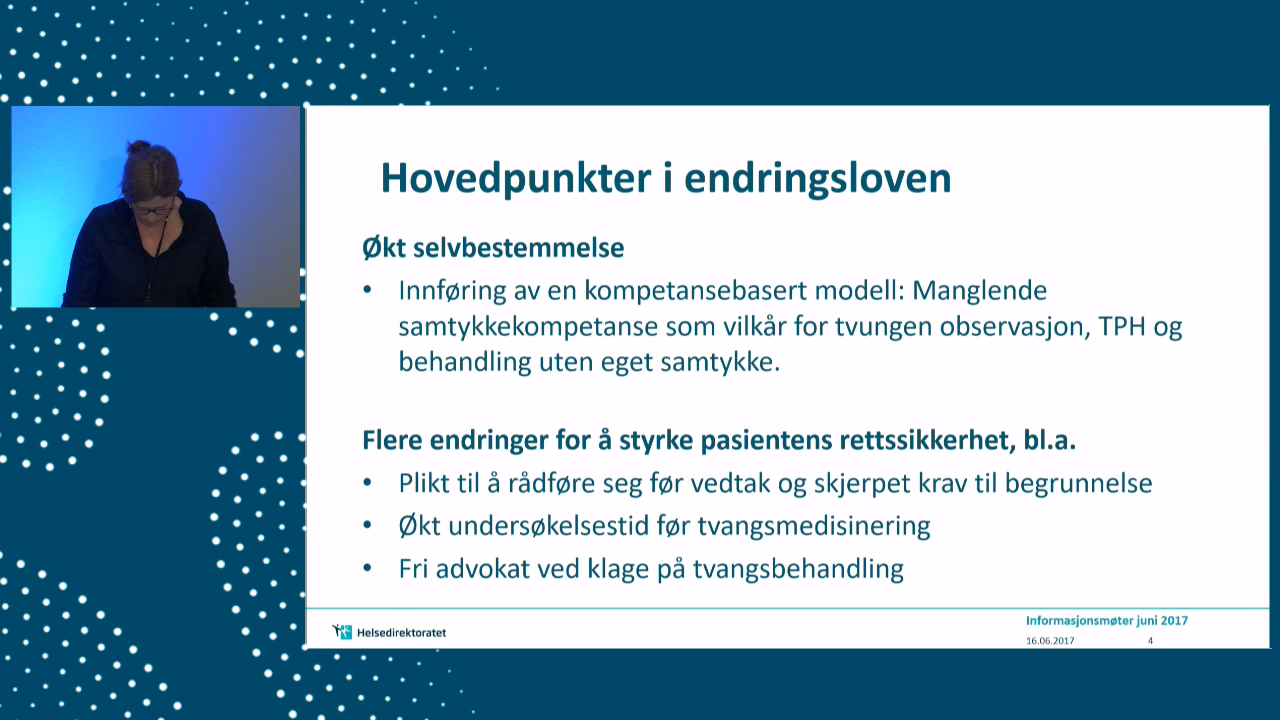 Hovedpunkter i endringsloven
Økt selvbestemmelse
• Innføring av en kompetansebasert modell: Manglende
samtykkekompetanse som vilkår for tvungen observasjon, TPH og
behandling uten eget samtykke.
Flere endringer for å styrke pasientens rettssikkerhet, bl.a.
• Plikt til å rådføre seg før vedtak og skjerpet krav til begrunnelse
• Økt undersøkelsestid før tvangsmedisinering
• Fri advokat ved klage på tvangsbehandling
Helsedirektoratet
Informasjonsmøter juni 2017
16.06.2017 4